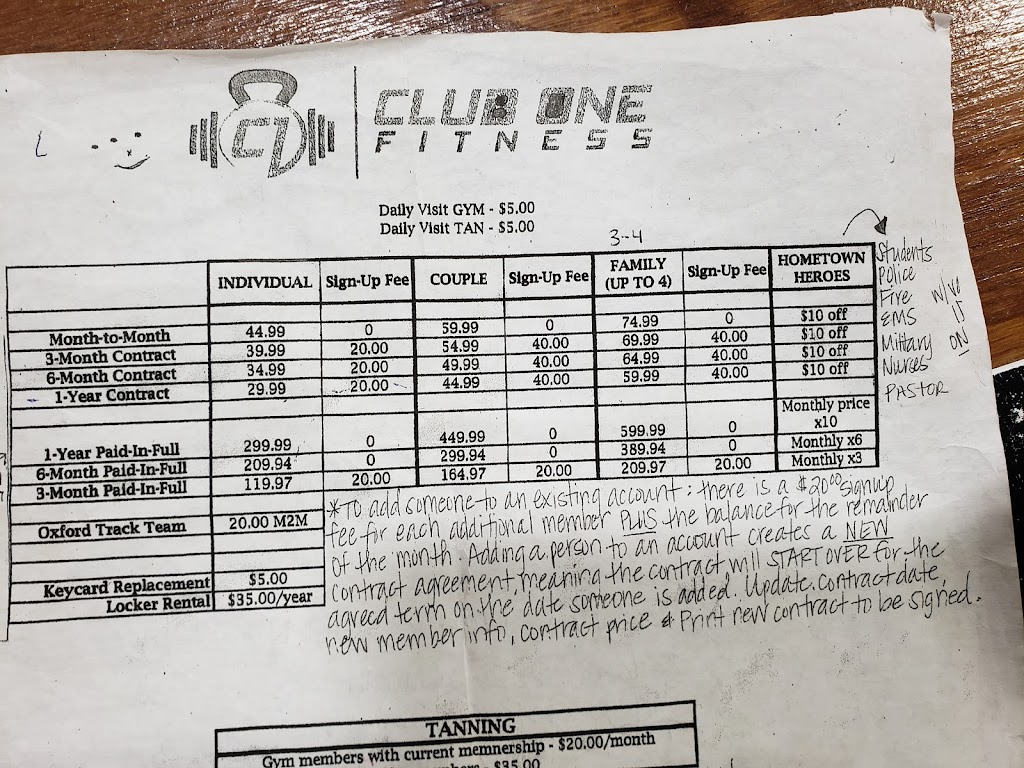 CLUB ONE
FITNESS
C1
Daily Visit GYM - $5.00
Daily Visit TAN - $5.00
3-4
INDIVIDUAL Sign-Up Fee COUPLE Sign-Up Fee FAMILY (UP TO 4) Sign-Up Fee HOMETOWN HEROES
Month-to-Month 44.99 0 59.99 0 74.99 0 $10 off
3-Month Contract 39.99 20.00 54.99 40.00 69.99 40.00 $10 off
6-Month Contract 34.99 20.00 49.99 40.00 64.99 40.00 $10 off
1-Year Contract 29.99 20.00 44.99 40.00 59.99 40.00 $10 off
1-Year Paid-In-Full 299.99 0 449.99 0 599.99 0 Monthly price x10
6-Month Paid-In-Full 209.94 0 299.94 0 389.94 0 Monthly x6
3-Month Paid-In-Full 119.97 20.00 164.97 20.00 209.97 20.00 Monthly x3
Oxford Track Team 20.00 M2M
Keycard Replacement $5.00
Locker Rental $35.00/year
Students
Police
Fire
EMS
Military
Nurses
PASTOR
ON
*To add someone to an existing account: there is a $20.00 signup
fee for each additional member PLUS the balance for the remainder
of the month. Adding a person to an account creates a NEW
contract agreement, meaning the contract will START OVER for the
agreed term on the date someone is added. Update contract date,
new member info, contract price & Print new contract to be signed.
TANNING
Gym members with current memnership - $20.00/month
$35.00